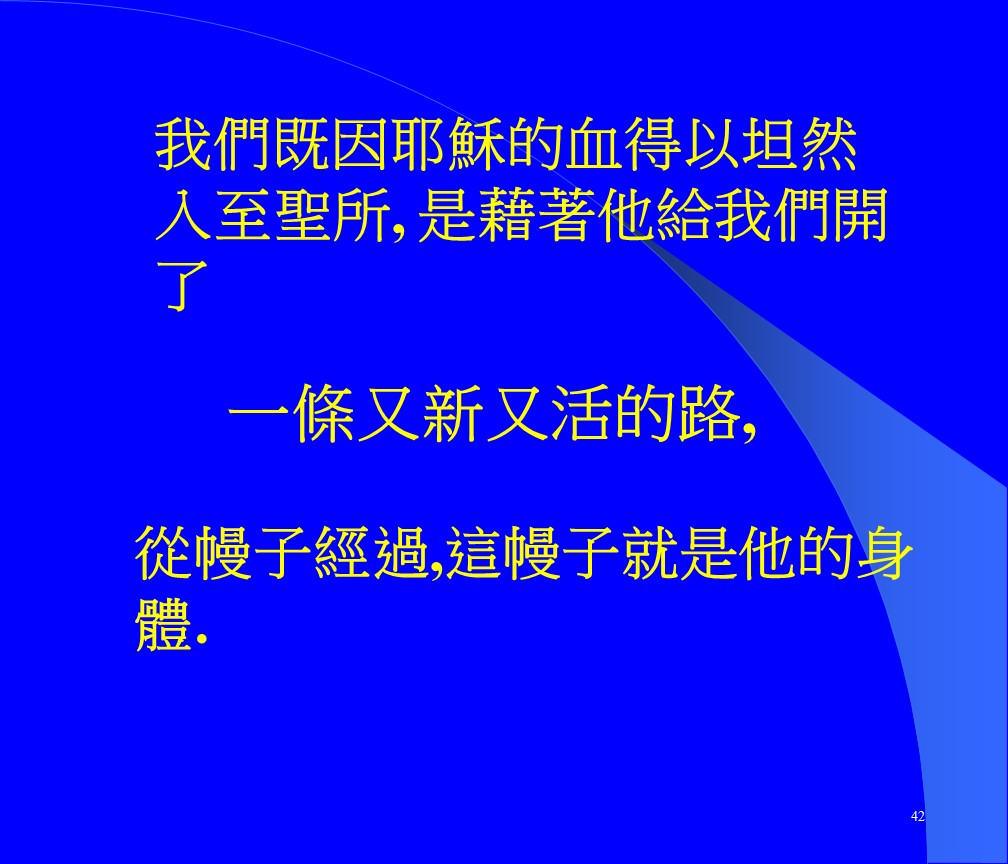 我們既因耶穌的血得以坦然
入至聖所, 是藉著他給我們開
了
一條又新又活的路,
從幔子經過,這幔子就是他的身
體.
42